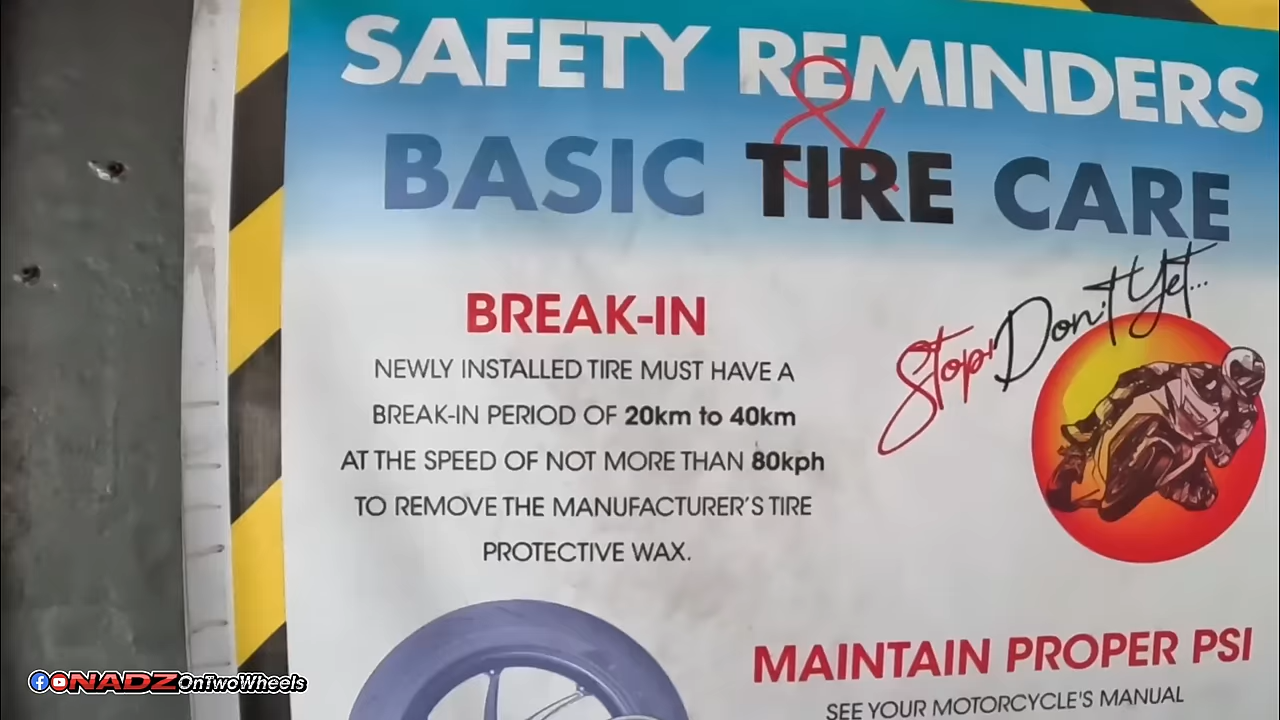 SAFETY REMINDERS
&
BASIC TIRE CARE
Stop, Don't Yet...
BREAK-IN
NEWLY INSTALLED TIRE MUST HAVE A
BREAK-IN PERIOD OF 20km to 40km
AT THE SPEED OF NOT MORE THAN 80kph
TO REMOVE THE MANUFACTURER'S TIRE
PROTECTIVE WAX.
MAINTAIN PROPER PSI
SEE YOUR MOTORCYCLE'S MANUAL
NADZ OnTwoWheels